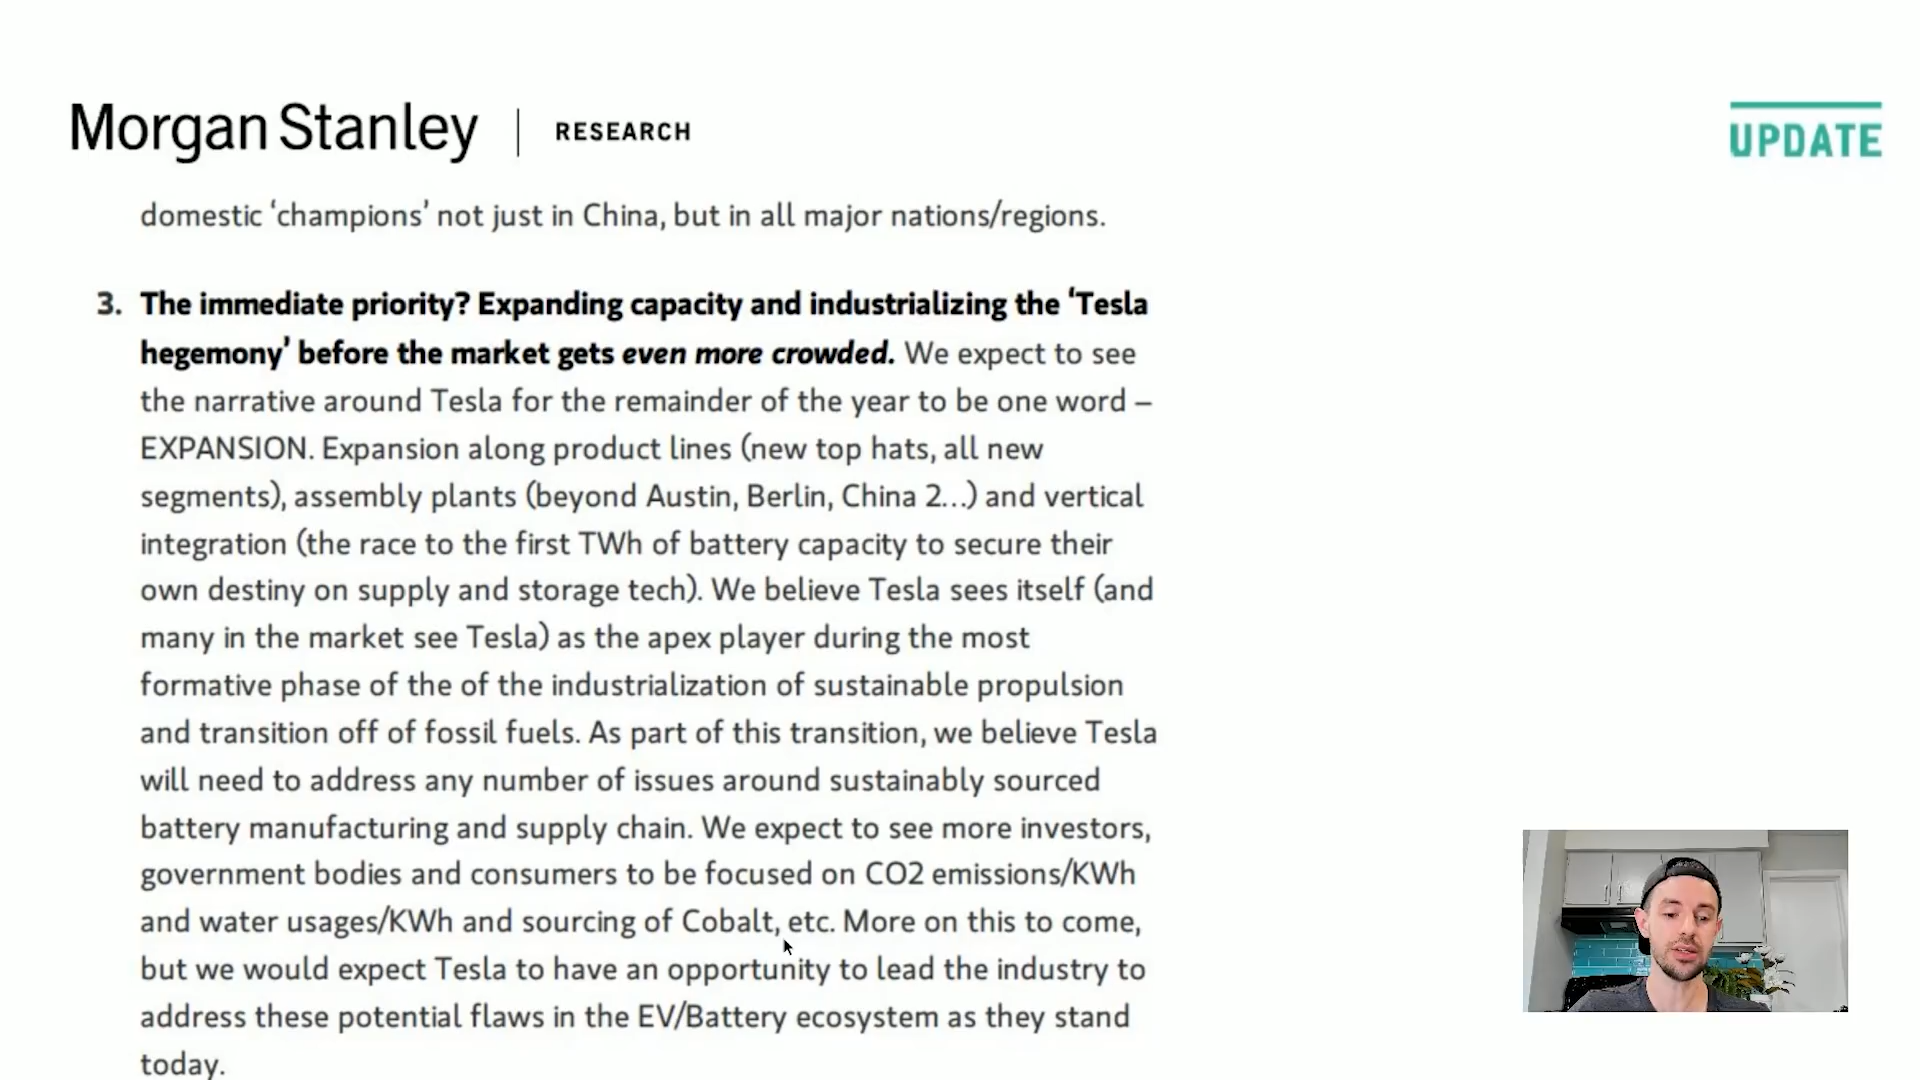 Morgan Stanley | RESEARCH
UPDATE
domestic ‘champions’ not just in China, but in all major nations/regions.
3. The immediate priority? Expanding capacity and industrializing the ‘Tesla
hegemony’ before the market gets even more crowded. We expect to see
the narrative around Tesla for the remainder of the year to be one word –
EXPANSION. Expansion along product lines (new top hats, all new
segments), assembly plants (beyond Austin, Berlin, China 2…) and vertical
integration (the race to the first TWh of battery capacity to secure their
own destiny on supply and storage tech). We believe Tesla sees itself (and
many in the market see Tesla) as the apex player during the most
formative phase of the of the industrialization of sustainable propulsion
and transition off of fossil fuels. As part of this transition, we believe Tesla
will need to address any number of issues around sustainably sourced
battery manufacturing and supply chain. We expect to see more investors,
government bodies and consumers to be focused on CO2 emissions/KWh
and water usages/KWh and sourcing of Cobalt, etc. More on this to come,
but we would expect Tesla to have an opportunity to lead the industry to
address these potential flaws in the EV/Battery ecosystem as they stand
today.